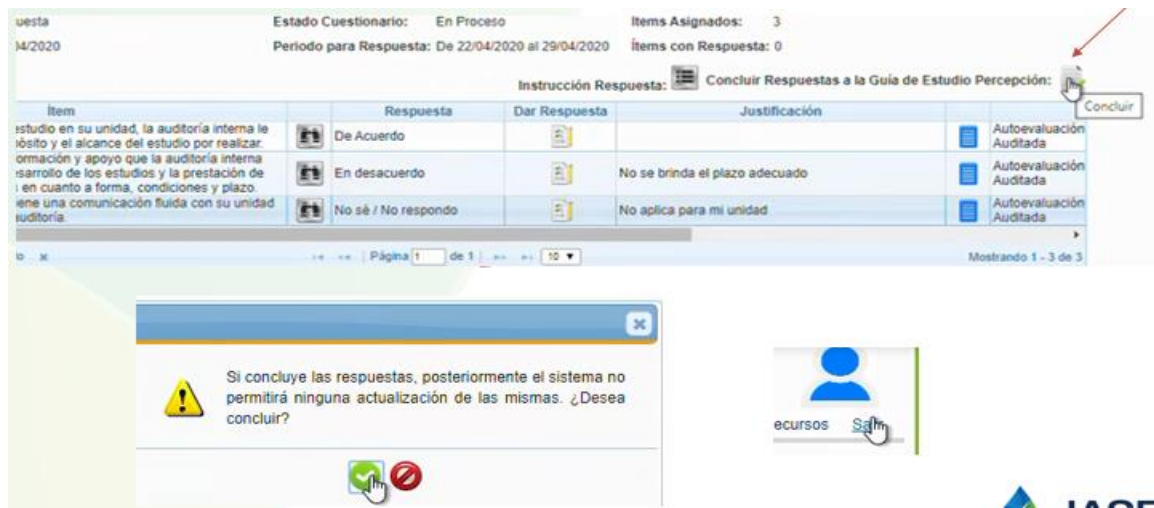 uesta Estado Cuestionario: En Proceso Items Asignados: 3
04/2020 Periodo para Respuesta: De 22/04/2020 al 29/04/2020 Ítems con Respuesta: 0
Instrucción Respuesta: Concluir Respuestas a la Guía de Estudio Percepción:
Concluir
Ítem Respuesta Dar Respuesta Justificación
estudio en su unidad, la auditoría interna le
pósito y el alcance del estudio por realizar.
De Acuerdo
Autoevaluación
Auditada
ormación y apoyo que la auditoría interna
esarrollo de los estudios y la prestación de
en cuanto a forma, condiciones y plazo.
En desacuerdo
No se brinda el plazo adecuado
Autoevaluación
Auditada
iene una comunicación fluida con su unidad
auditoría.
No sé / No respondo
No aplica para mi unidad
Autoevaluación
Auditada
Página 1 de 1 10 Mostrando 1 - 3 de 3
Si concluye las respuestas, posteriormente el sistema no
permitirá ninguna actualización de las mismas. ¿Desea
concluir?
ecursos Salir